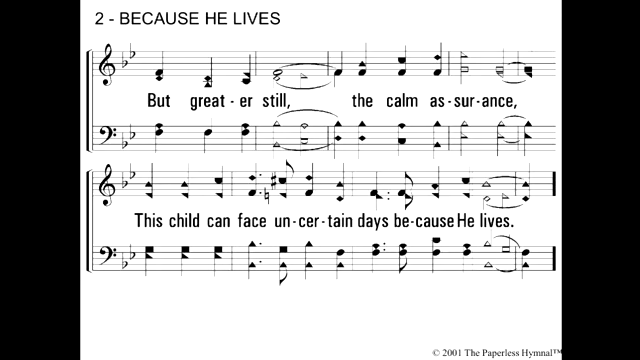 2 - BECAUSE HE LIVES
But great-er still, the calm as-sur-ance,
This child can face un-cer-tain days be-cause He lives.
© 2001 The Paperless Hymnal™